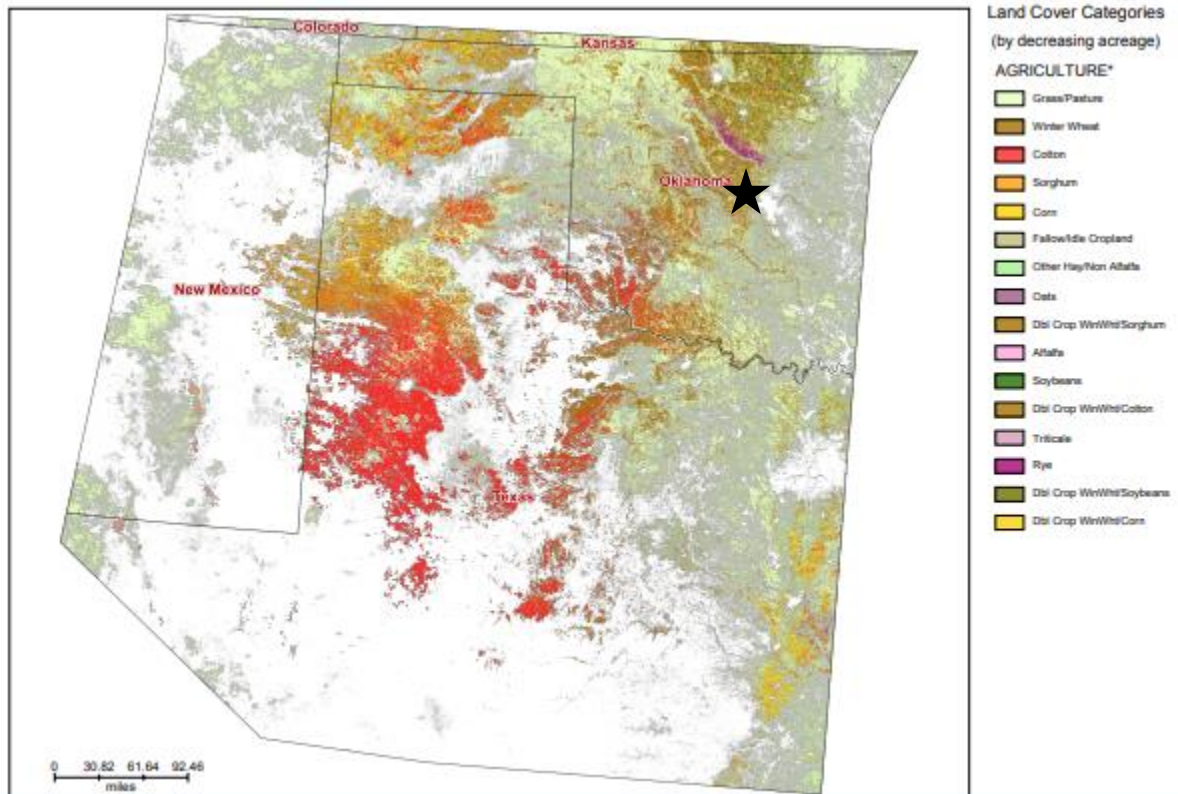 Colorado
Kansas
Oklahoma
New Mexico
Texas
0 30.82 61.64 92.46
miles
Land Cover Categories
(by decreasing acreage)
AGRICULTURE*
Grass/Pasture
Winter Wheat
Cotton
Sorghum
Corn
Fallow/Idle Cropland
Other Hay/Non Alfalfa
Oats
Dbl Crop WinWht/Sorghum
Alfalfa
Soybeans
Dbl Crop WinWht/Cotton
Triticale
Rye
Dbl Crop WinWht/Soybeans
Dbl Crop WinWht/Corn